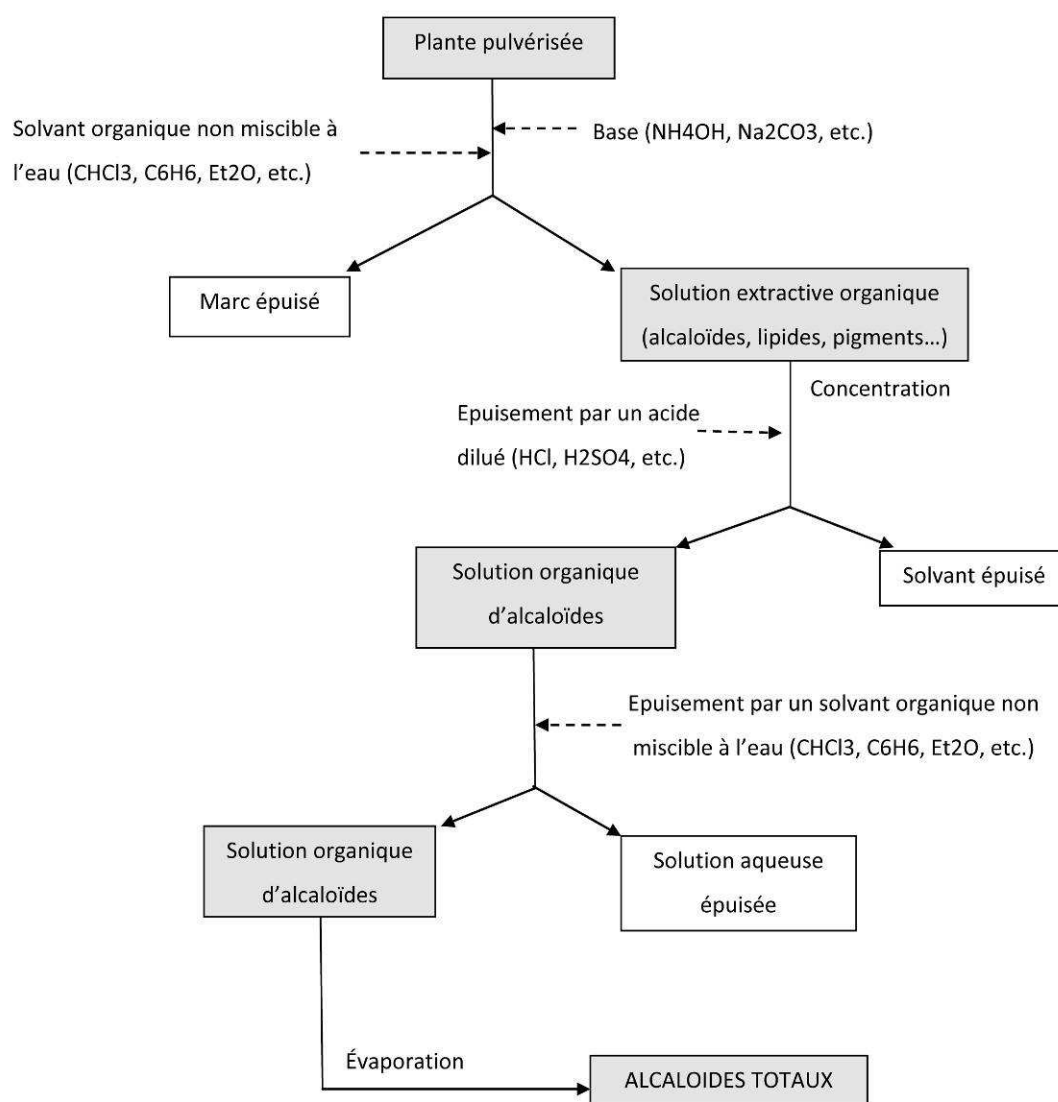 Plante pulvérisée
Solvant organique non miscible à
l'eau (CHCl3, C6H6, Et2O, etc.)
Base (NH4OH, Na2CO3, etc.)
Marc épuisé
Solution extractive organique
(alcaloïdes, lipides, pigments…)
Concentration
Epuisement par un acide
dilué (HCl, H2SO4, etc.)
Solution organique
d'alcaloïdes
Solvant épuisé
Epuisement par un solvant organique non
miscible à l'eau (CHCl3, C6H6, Et2O, etc.)
Solution organique
d'alcaloïdes
Solution aqueuse
épuisée
Évaporation
ALCALOIDES TOTAUX